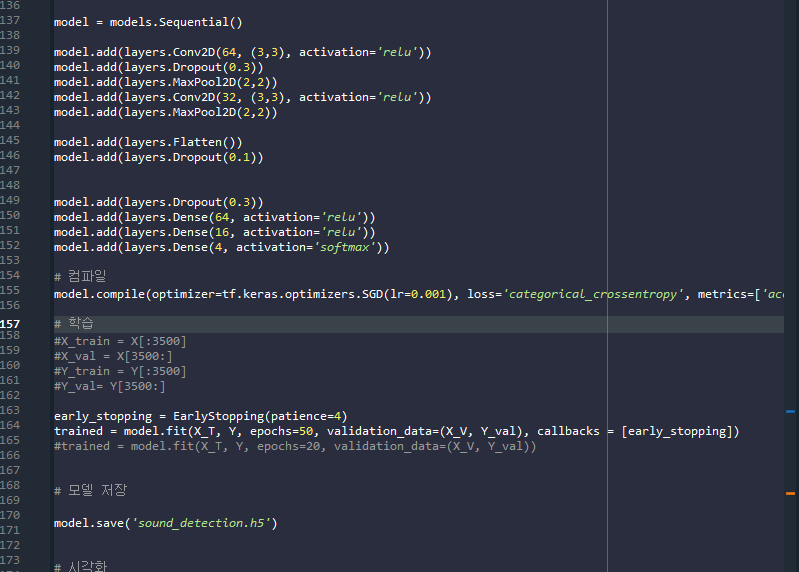 136
137 model = models.Sequential()
138
139 model.add(layers.Conv2D(64, (3,3), activation='relu'))
140 model.add(layers.Dropout(0.3))
141 model.add(layers.MaxPool2D(2,2))
142 model.add(layers.Conv2D(32, (3,3), activation='relu'))
143 model.add(layers.MaxPool2D(2,2))
144
145 model.add(layers.Flatten())
146 model.add(layers.Dropout(0.1))
147
148
149 model.add(layers.Dropout(0.3))
150 model.add(layers.Dense(64, activation='relu'))
151 model.add(layers.Dense(16, activation='relu'))
152 model.add(layers.Dense(4, activation='softmax'))
153
154 # 컴파일
155 model.compile(optimizer=tf.keras.optimizers.SGD(lr=0.001), loss='categorical_crossentropy', metrics=['acc
156
157 # 학습
158 #X_train = X[:3500]
159 #X_val = X[3500:]
160 #Y_train = Y[:3500]
161 #Y_val= Y[3500:]
162
163 early_stopping = EarlyStopping(patience=4)
164 trained = model.fit(X_T, Y, epochs=50, validation_data=(X_V, Y_val), callbacks = [early_stopping])
165 #trained = model.fit(X_T, Y, epochs=20, validation_data=(X_V, Y_val))
166
167
168 # 모델 저장
169
170 model.save('sound_detection.h5')
171
172
173 # 시각화